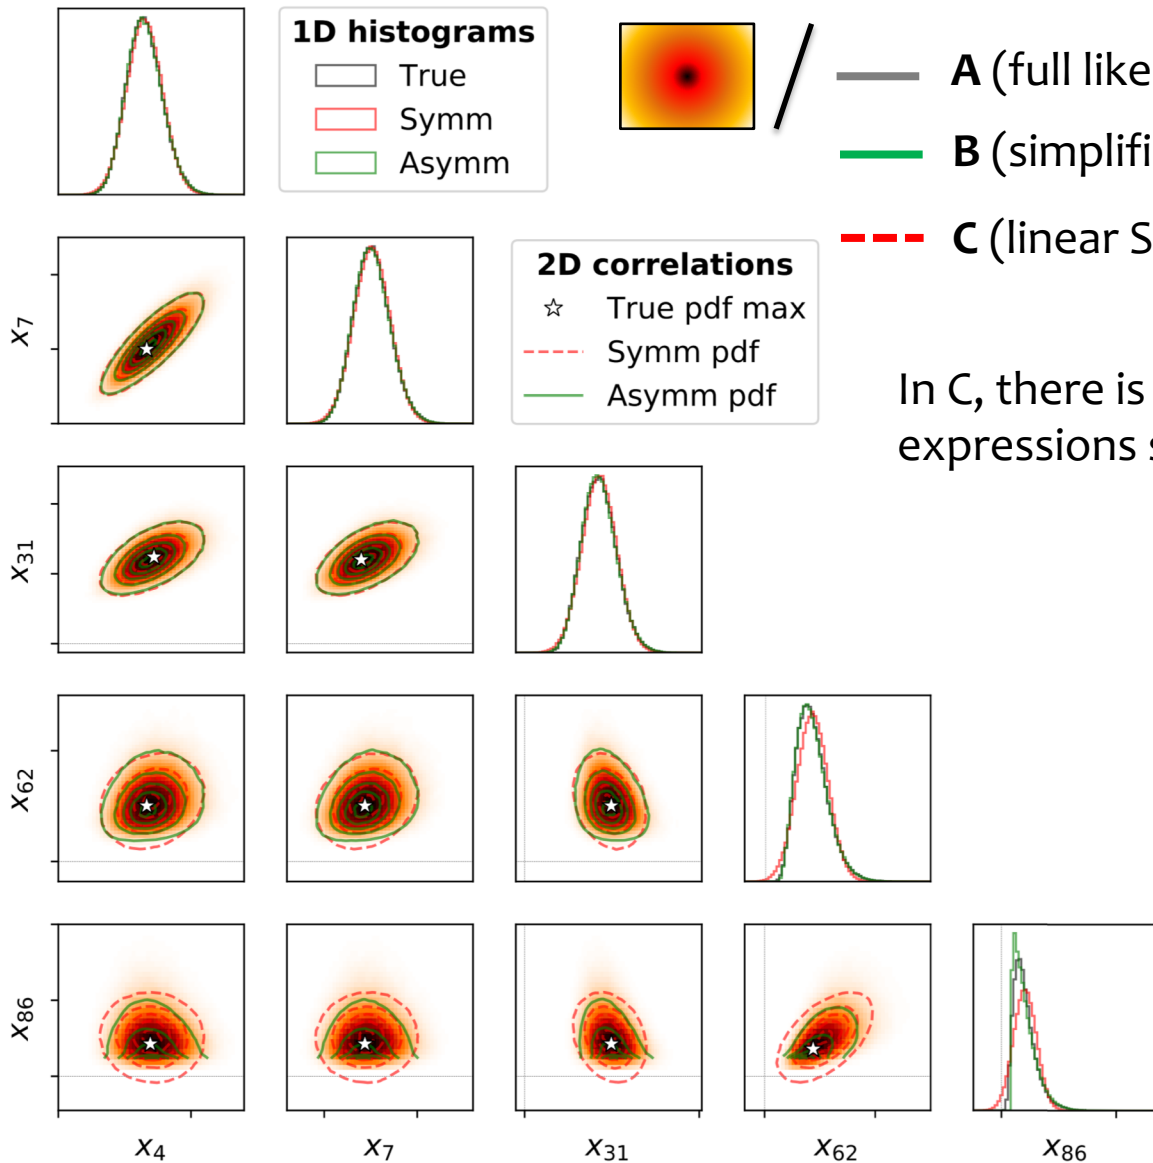 1D histograms
True
Symm
Asymm
A (full like
B (simplifi
C (linear S
2D correlations
True pdf max
Symm pdf
Asymm pdf
In C, there is
expressions s
x7
x31
x62
x86
x4
x7
x31
x62
x86